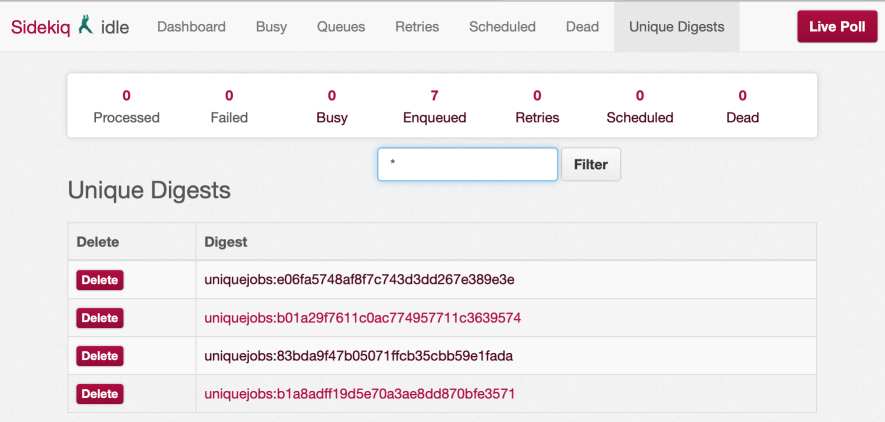 Sidekiq idle Dashboard Busy Queues Retries Scheduled Dead Unique Digests Live Poll
0 0 0 7 0 0 0
Processed Failed Busy Enqueued Retries Scheduled Dead
* Filter
Unique Digests
Delete Digest
Delete uniquejobs:e06fa5748af8f7c743d3dd267e389e3e
Delete uniquejobs:b01a29f7611c0ac774957711c3639574
Delete uniquejobs:83bda9f47b05071ffcb35cbb59e1fada
Delete uniquejobs:b1a8adff19d5e70a3ae8dd870bfe3571